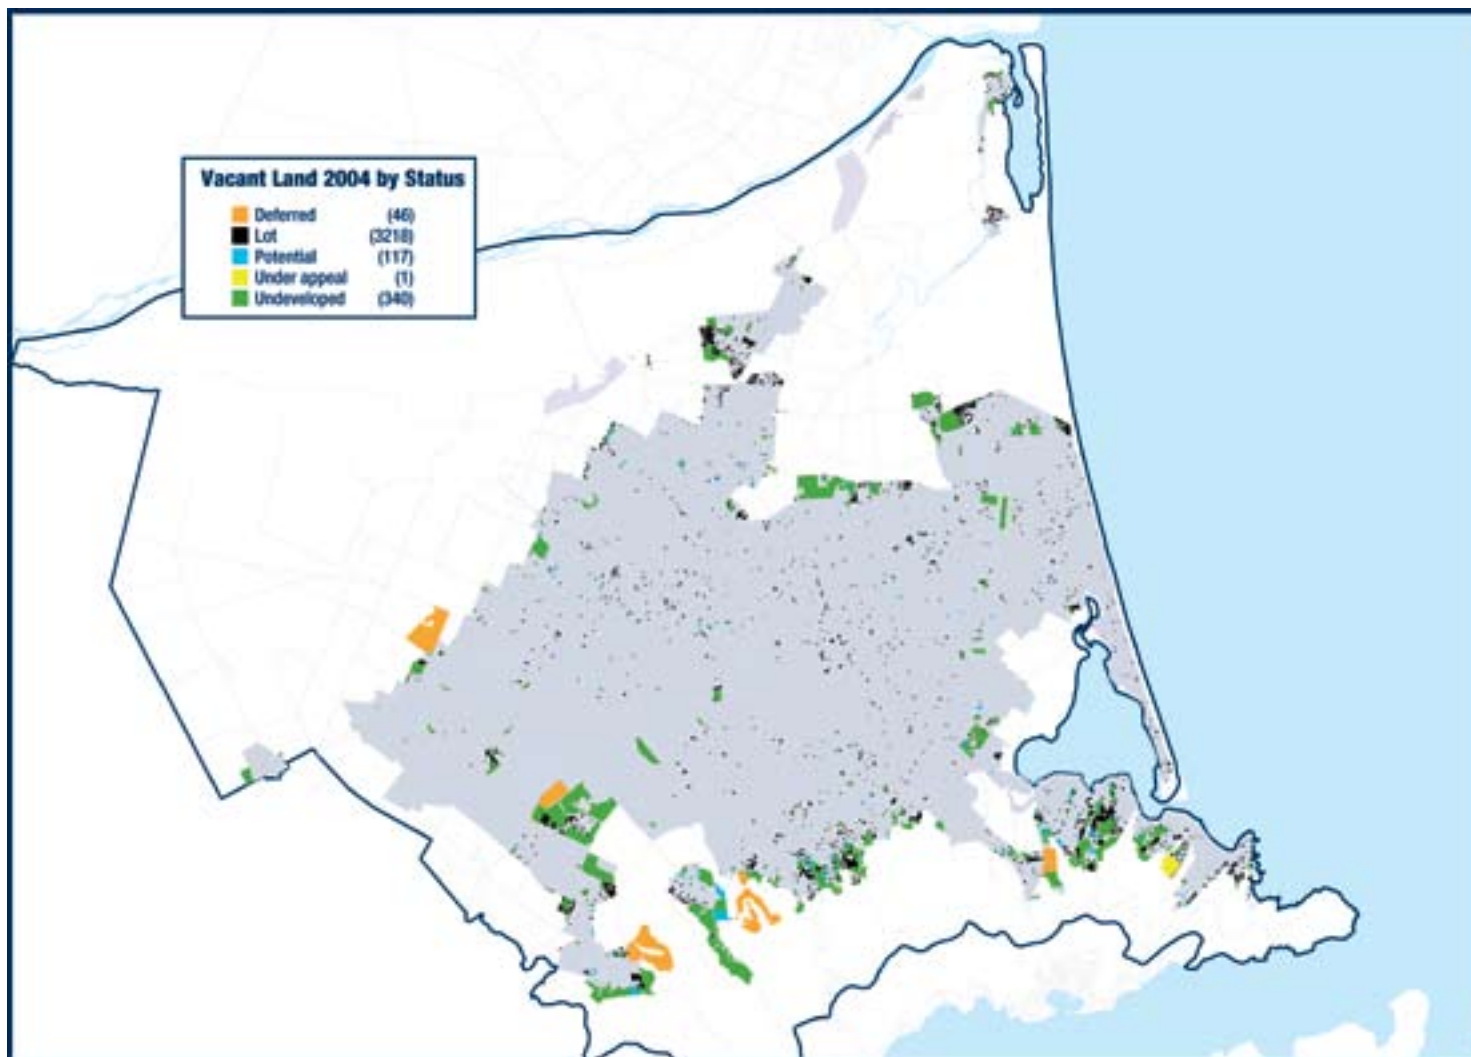 Vacant Land 2004 by Status
Deferred (46)
Lot (3218)
Potential (117)
Under appeal (1)
Undeveloped (340)